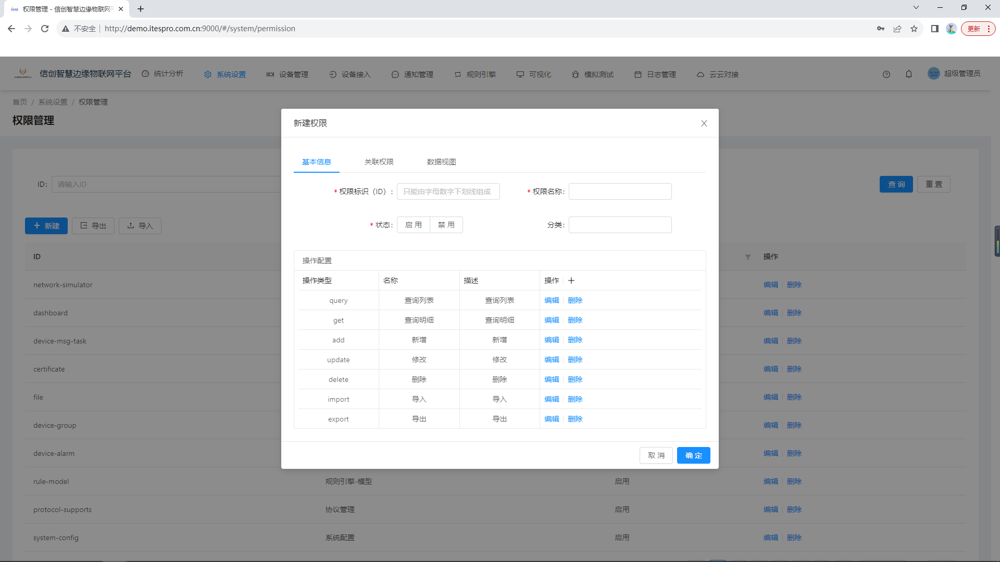 权限管理 - 信创智慧边缘物联网平
不安全 http://demo.itespro.com.cn:9000/#/system/permission 更新
信创智慧边缘物联网平台 统计分析 系统设置 设备管理 设备接入 通知管理 规则引擎 可视化 模拟测试 日志管理 云云对接 超级管理员
首页 / 系统设置 / 权限管理
权限管理
ID: 请输入ID 查 询 重 置
新建 导出 导入
ID 操作
network-simulator 编辑 删除
dashboard 编辑 删除
device-msg-task 编辑 删除
certificate 编辑 删除
file 编辑 删除
device-group 编辑 删除
device-alarm 编辑 删除
rule-model 规则引擎-模型 启用 编辑 删除
protocol-supports 协议管理 启用 编辑 删除
system-config 系统配置 启用 编辑 删除
新建权限
基本信息 关联权限 数据视图
* 权限标识（ID）: 只能由字母数字下划线组成 * 权限名称:
* 状态: 启 用 禁 用 分类:
操作配置
操作类型 名称 描述 操作
query 查询列表 查询列表 编辑 删除
get 查询明细 查询明细 编辑 删除
add 新增 新增 编辑 删除
update 修改 修改 编辑 删除
delete 删除 删除 编辑 删除
import 导入 导入 编辑 删除
export 导出 导出 编辑 删除
取 消 确 定